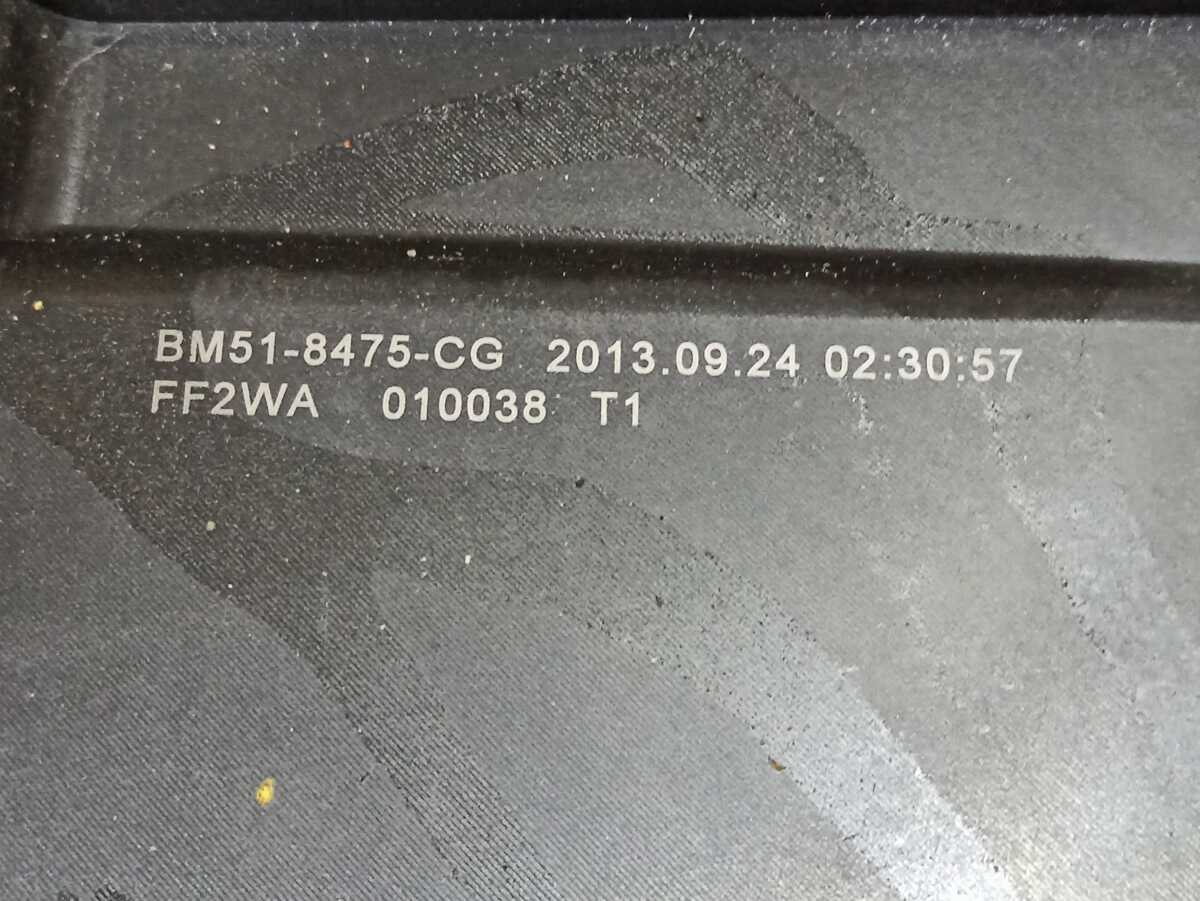 BM51-8475-CG 2013.09.24 02:30:57
FF2WA 010038 T1